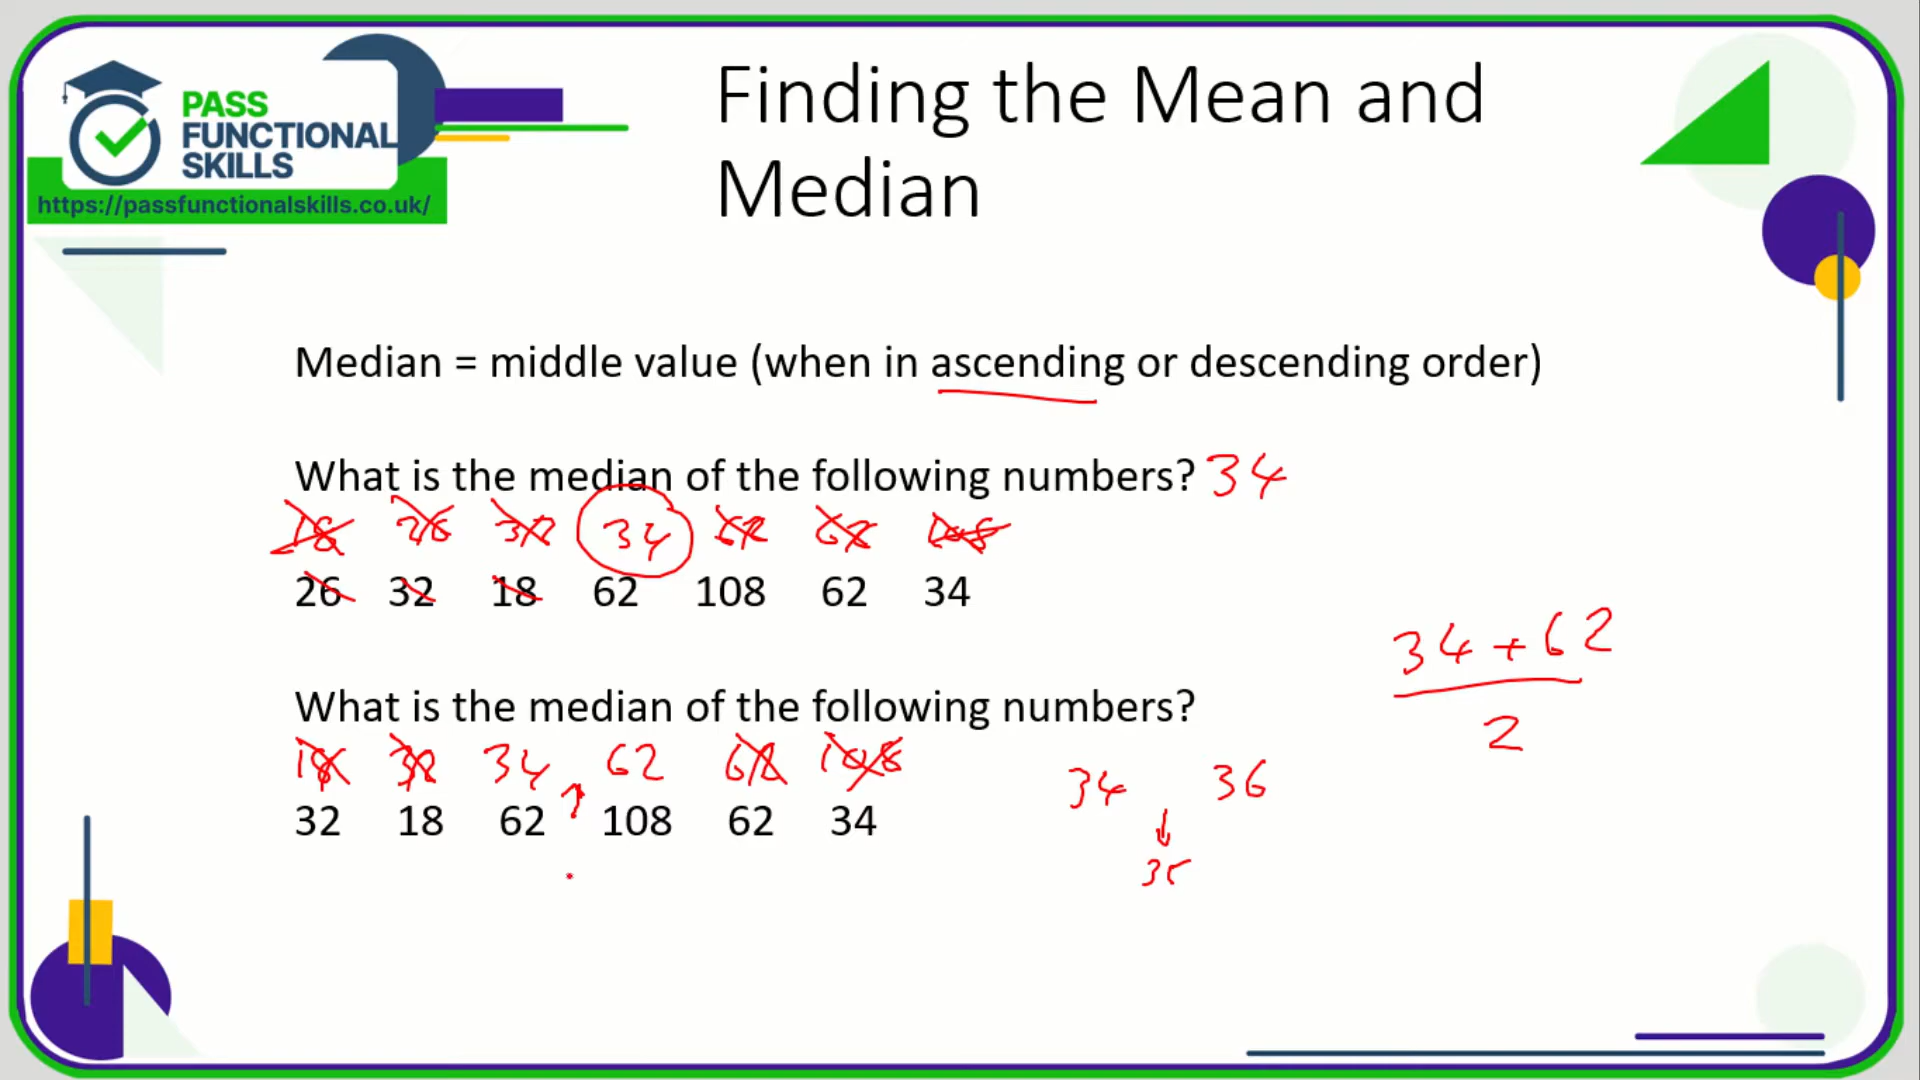 PASS
FUNCTIONAL
SKILLS
https://passfunctionalskills.co.uk/
Finding the Mean and
Median
Median = middle value (when in ascending or descending order)
What is the median of the following numbers? 34
18 26 32 34 62 62 108
26 32 18 62 108 62 34
34 + 62
2
What is the median of the following numbers?
18 32 34 62 62 108
32 18 62 108 62 34
34 36
35